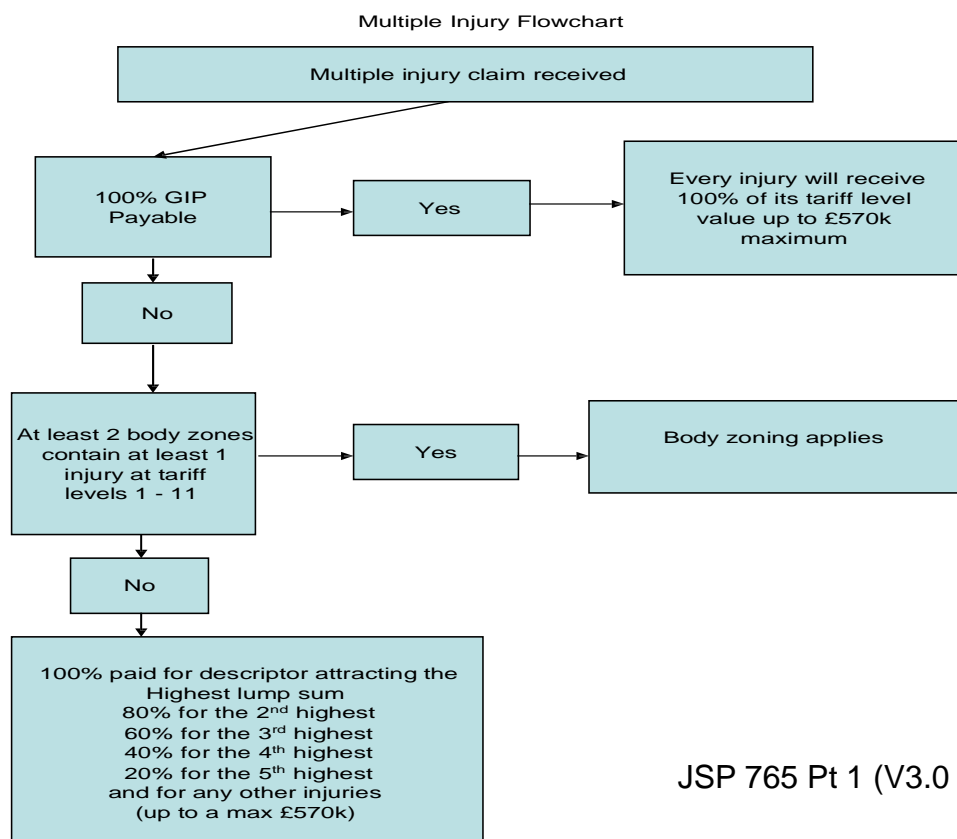 Multiple Injury Flowchart
Multiple injury claim received
100% GIP
Payable
Yes
Every injury will receive
100% of its tariff level
value up to £570k
maximum
No
At least 2 body zones
contain at least 1
injury at tariff
levels 1 - 11
Yes
Body zoning applies
No
100% paid for descriptor attracting the
Highest lump sum
80% for the 2nd highest
60% for the 3rd highest
40% for the 4th highest
20% for the 5th highest
and for any other injuries
(up to a max £570k)
JSP 765 Pt 1 (V3.0